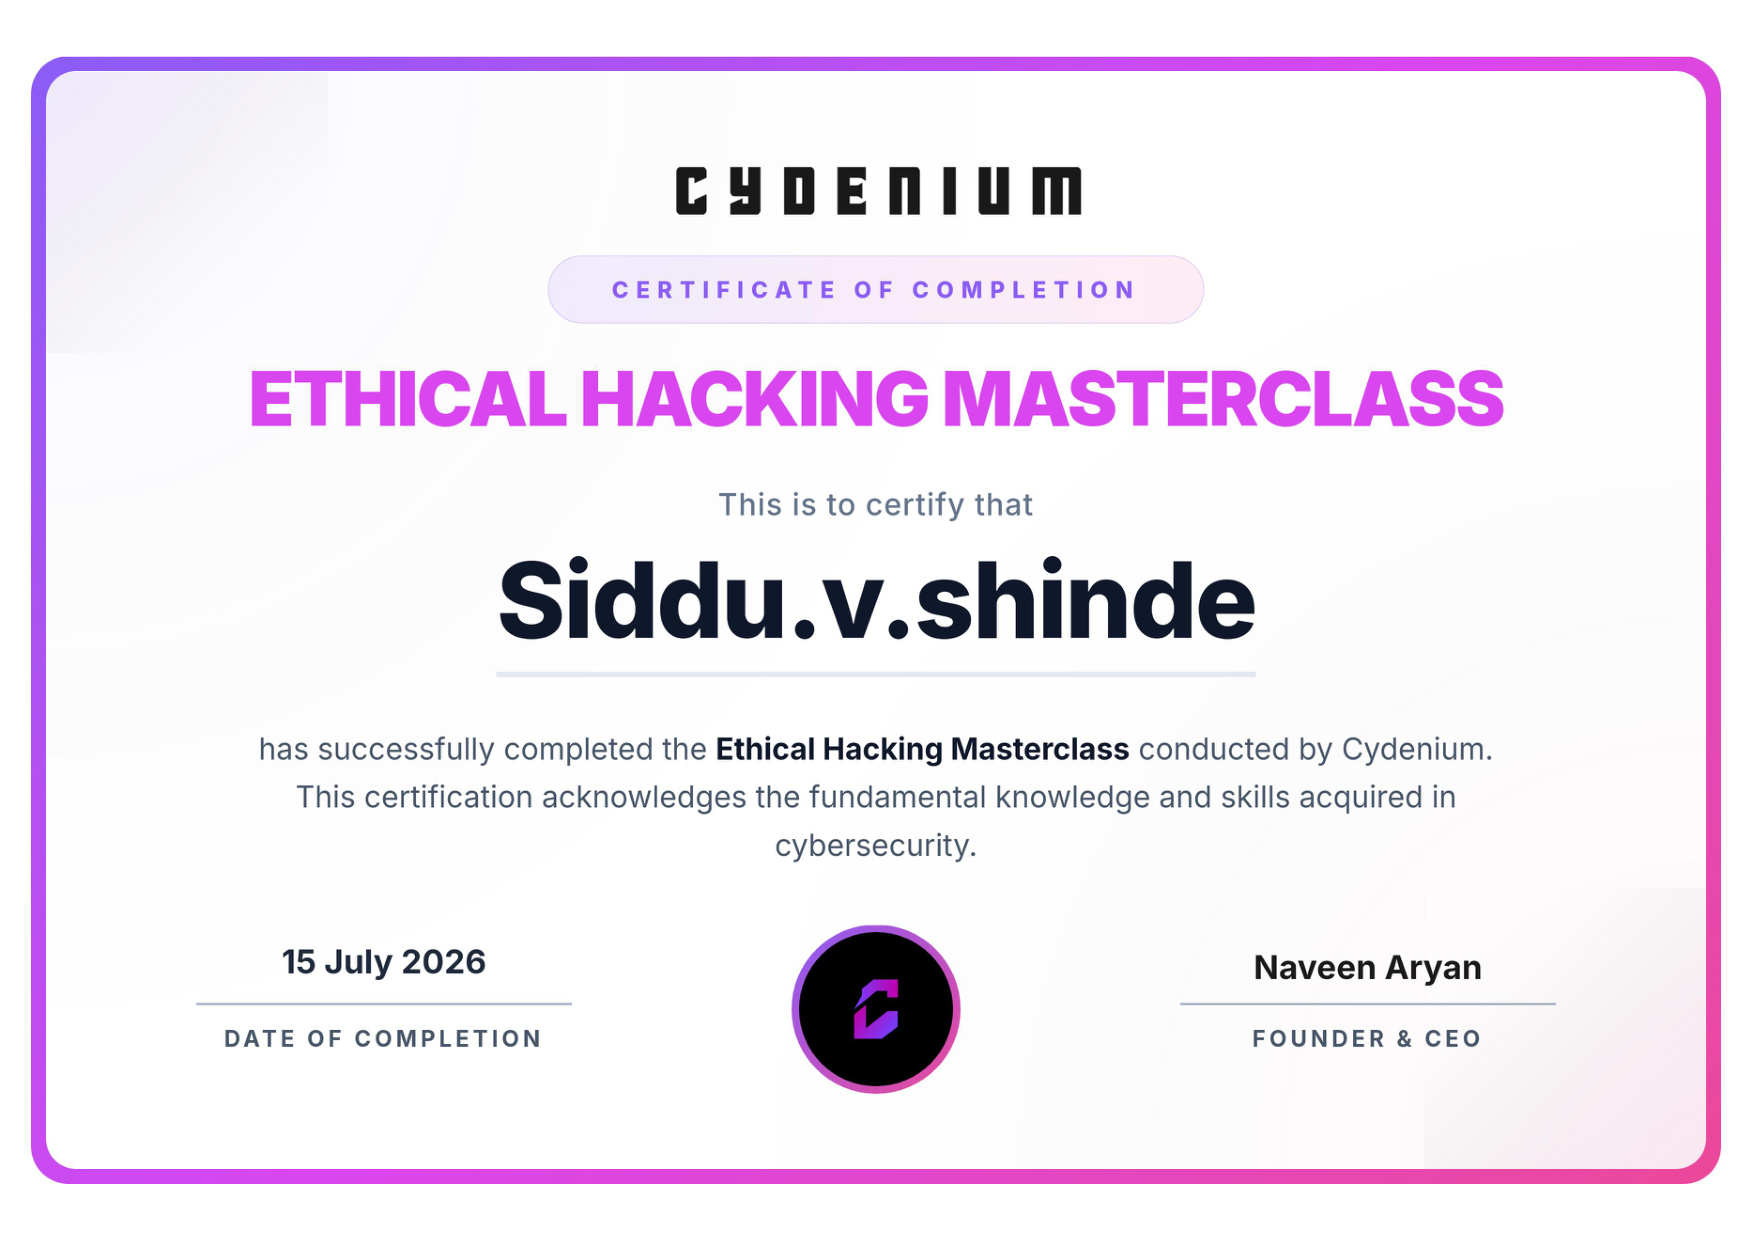 CYDENIUM
CERTIFICATE OF COMPLETION
ETHICAL HACKING MASTERCLASS
This is to certify that
Siddu.v.shinde
has successfully completed the Ethical Hacking Masterclass conducted by Cydenium.
This certification acknowledges the fundamental knowledge and skills acquired in
cybersecurity.
15 July 2026
DATE OF COMPLETION
Naveen Aryan
FOUNDER & CEO